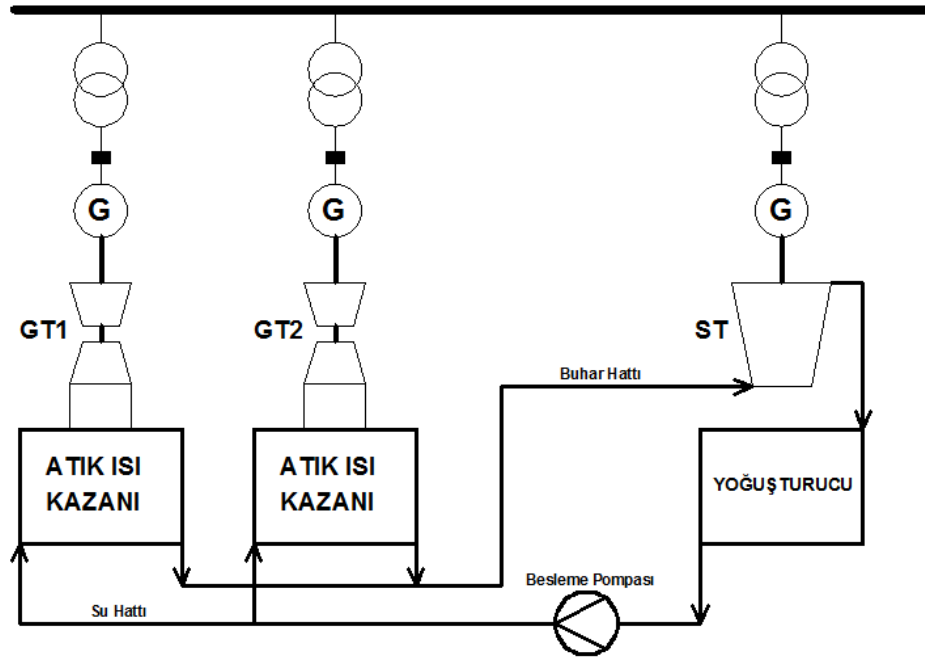 G
G
G
GT1
GT2
ST
Buhar Hattı
ATIK ISI
KAZANI
ATIK ISI
KAZANI
YOĞUŞTURUCU
Besleme Pompası
Su Hattı